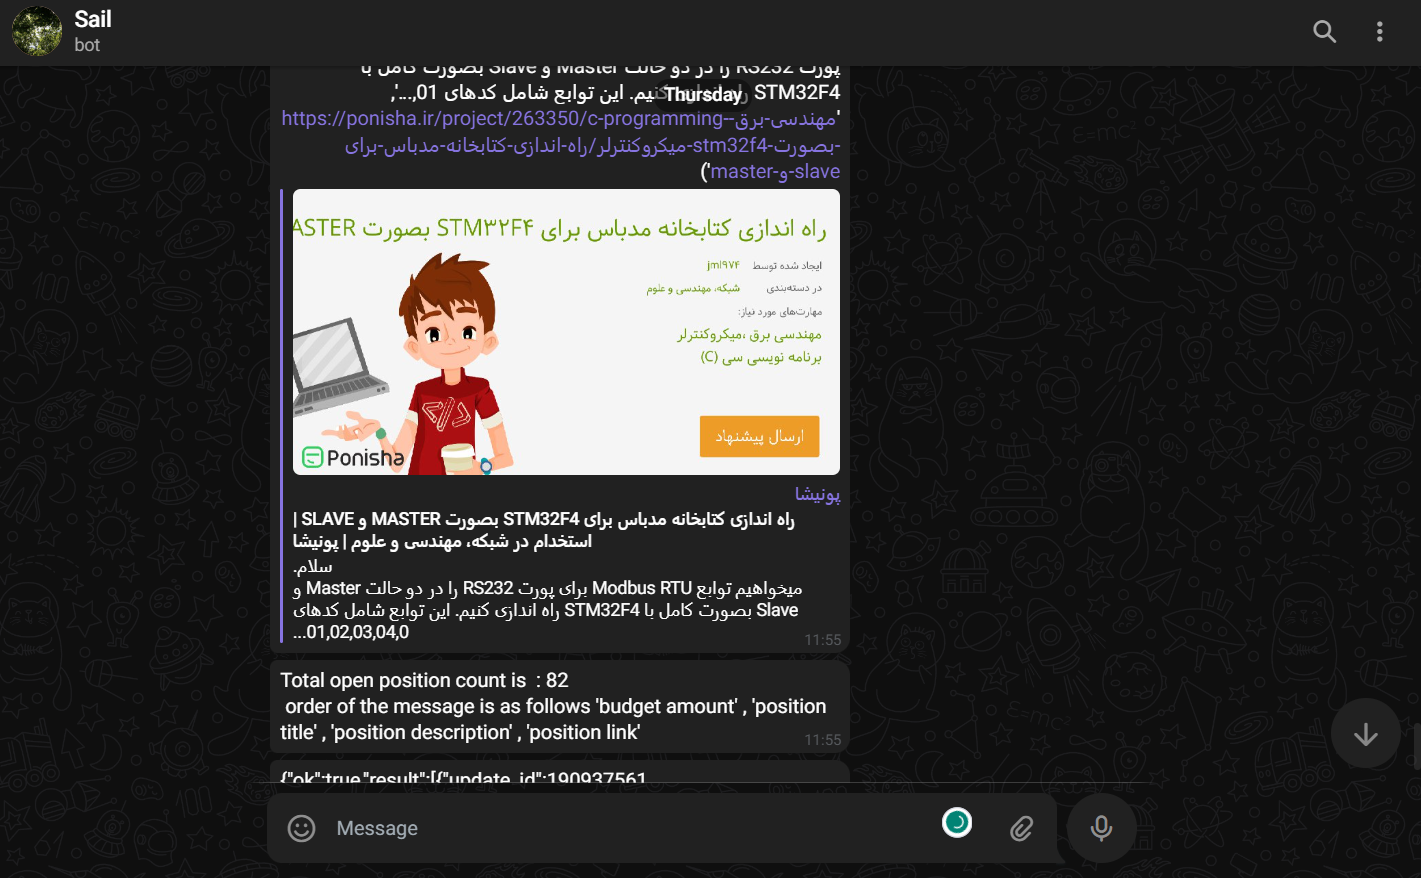 Sail
bot
پورت RS232 را در دو حالت Master و Slave بصورت کامل با
Thursday
STM32F4 راه اندازی کنیم. این توابع شامل کدهای 01,...',
'https://ponisha.ir/project/263350/c-programming--مهندسی-برق
-میکروکنترلر/راه-اندازی-کتابخانه-مدباس-برای-stm32f4-بصورت-
master-و-slave')
راه اندازی کتابخانه مدباس برای STM۳۲F۴ بصورت ASTER
ایجاد شده توسط jml۹۷۴
در دسته‌بندی شبکه، مهندسی و علوم
مهارت‌های مورد نیاز:
مهندسی برق ،میکروکنترلر
برنامه نویسی سی (C)
ارسال پیشنهاد
Ponisha
پونیشا
راه اندازی کتابخانه مدباس برای STM32F4 بصورت MASTER و SLAVE |
استخدام در شبکه، مهندسی و علوم | پونیشا
سلام.
میخواهیم توابع Modbus RTU برای پورت RS232 را در دو حالت Master و
Slave بصورت کامل با STM32F4 راه اندازی کنیم. این توابع شامل کدهای
01,02,03,04,0...
11:55
Total open position count is : 82
order of the message is as follows 'budget amount' , 'position
title' , 'position description' , 'position link'
11:55
{"ok":true,"result":[{"update_id":190937561,
Message